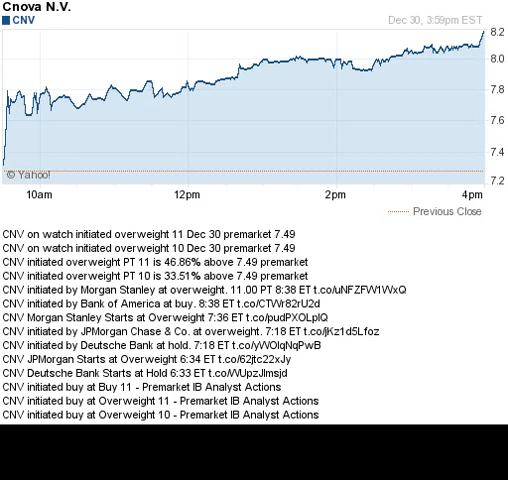 Cnova N.V.
CNV
Dec 30, 3:59pm EST
8.2
8.0
7.8
7.6
7.4
7.2
© Yahoo!
10am 12pm 2pm 4pm
Previous Close
CNV on watch initiated overweight 11 Dec 30 premarket 7.49
CNV on watch initiated overweight 10 Dec 30 premarket 7.49
CNV initiated overweight PT 11 is 46.86% above 7.49 premarket
CNV initiated overweight PT 10 is 33.51% above 7.49 premarket
CNV initiated by Morgan Stanley at overweight. 11.00 PT 8:38 ET
CNV initiated by Bank of America at buy. 8:38 ET t.co/CTWr82rU2d
CNV Morgan Stanley Starts at Overweight 7:36 ET t.co/pudPXOLpIQ
CNV initiated by JPMorgan Chase & Co. at overweight. 7:18 ET t.co/jKz1d5Lfoz
CNV initiated by Deutsche Bank at hold. 7:18 ET t.co/yWOlqNqPwB
CNV JPMorgan Starts at Overweight 6:34 ET t.co/62jtc22xJy
CNV Deutsche Bank Starts at Hold 6:33 ET
CNV initiated buy at Buy 11 - Premarket IB Analyst Actions
CNV initiated buy at Overweight 11 - Premarket IB Analyst Actions
CNV initiated buy at Overweight 10 - Premarket IB Analyst Actions